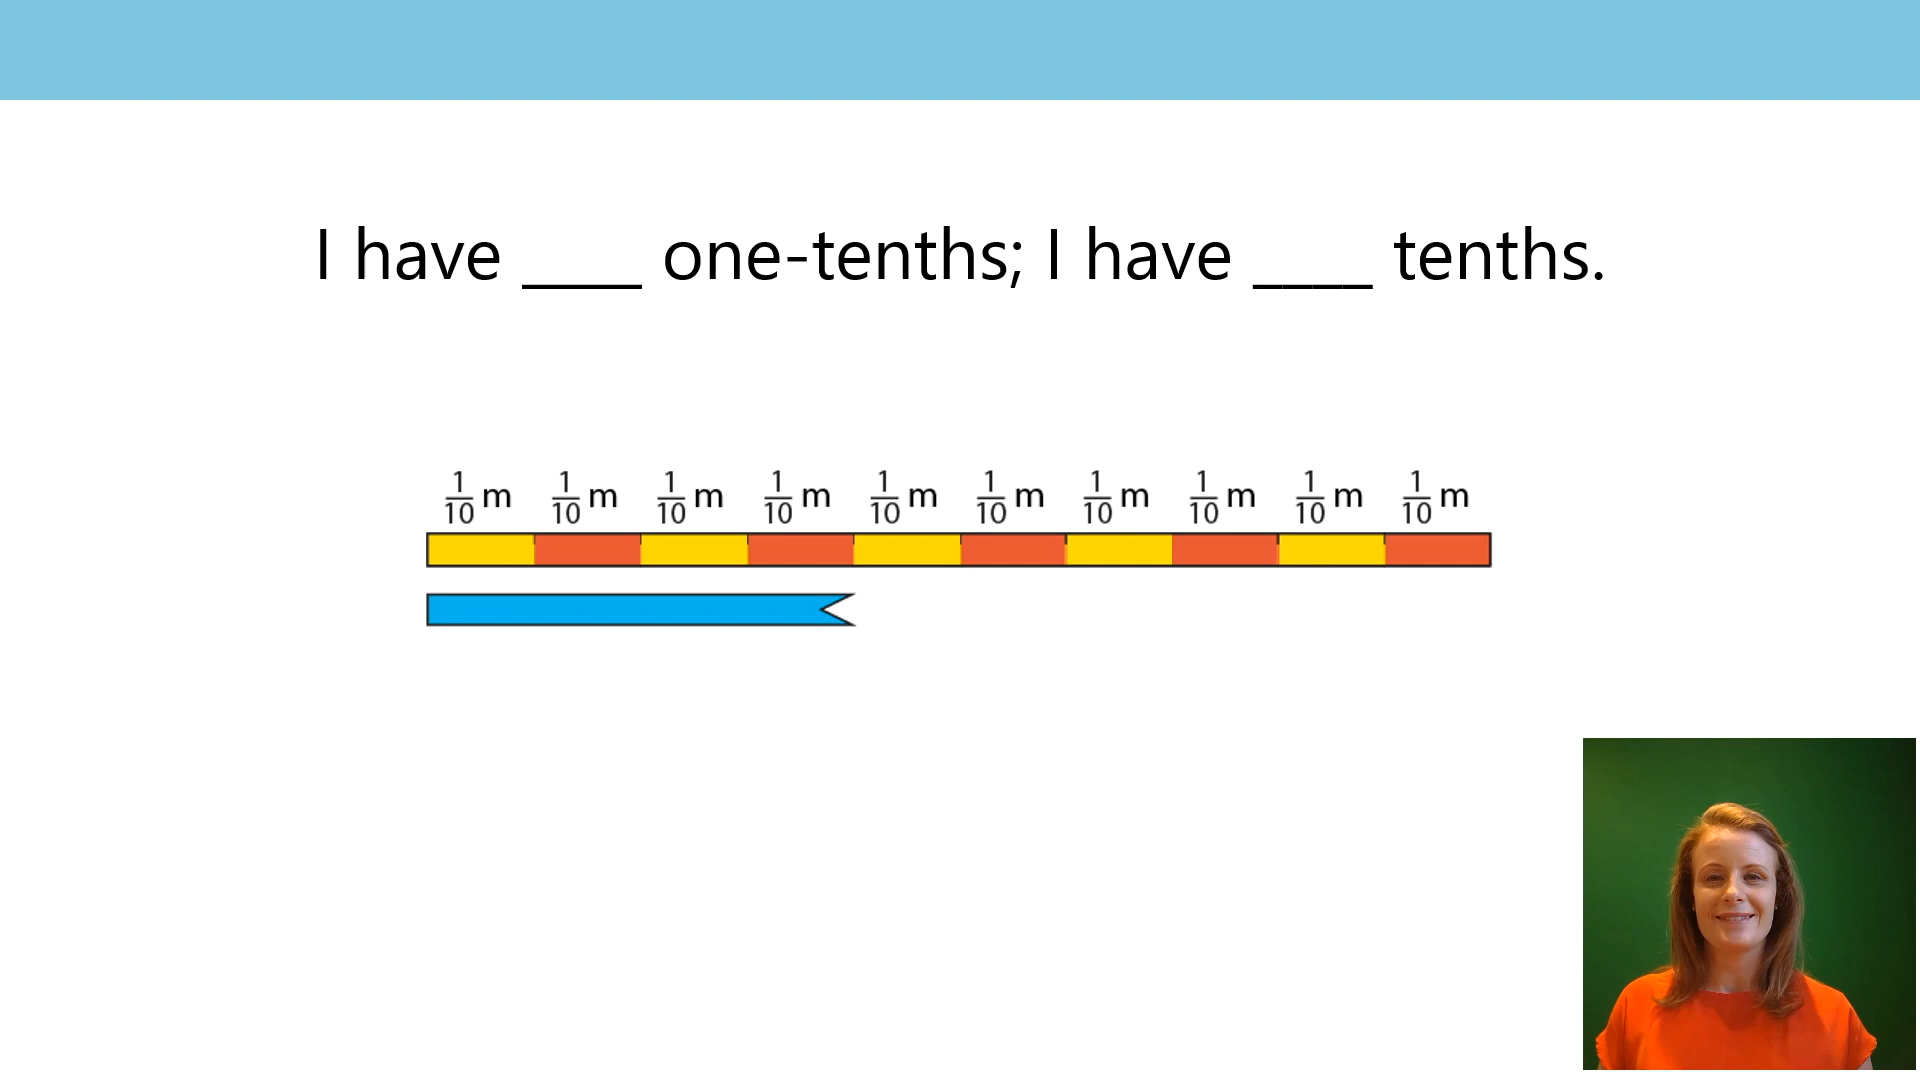 I have ____ one-tenths; I have ____ tenths.
1/10 m 1/10 m 1/10 m 1/10 m 1/10 m 1/10 m 1/10 m 1/10 m 1/10 m 1/10 m